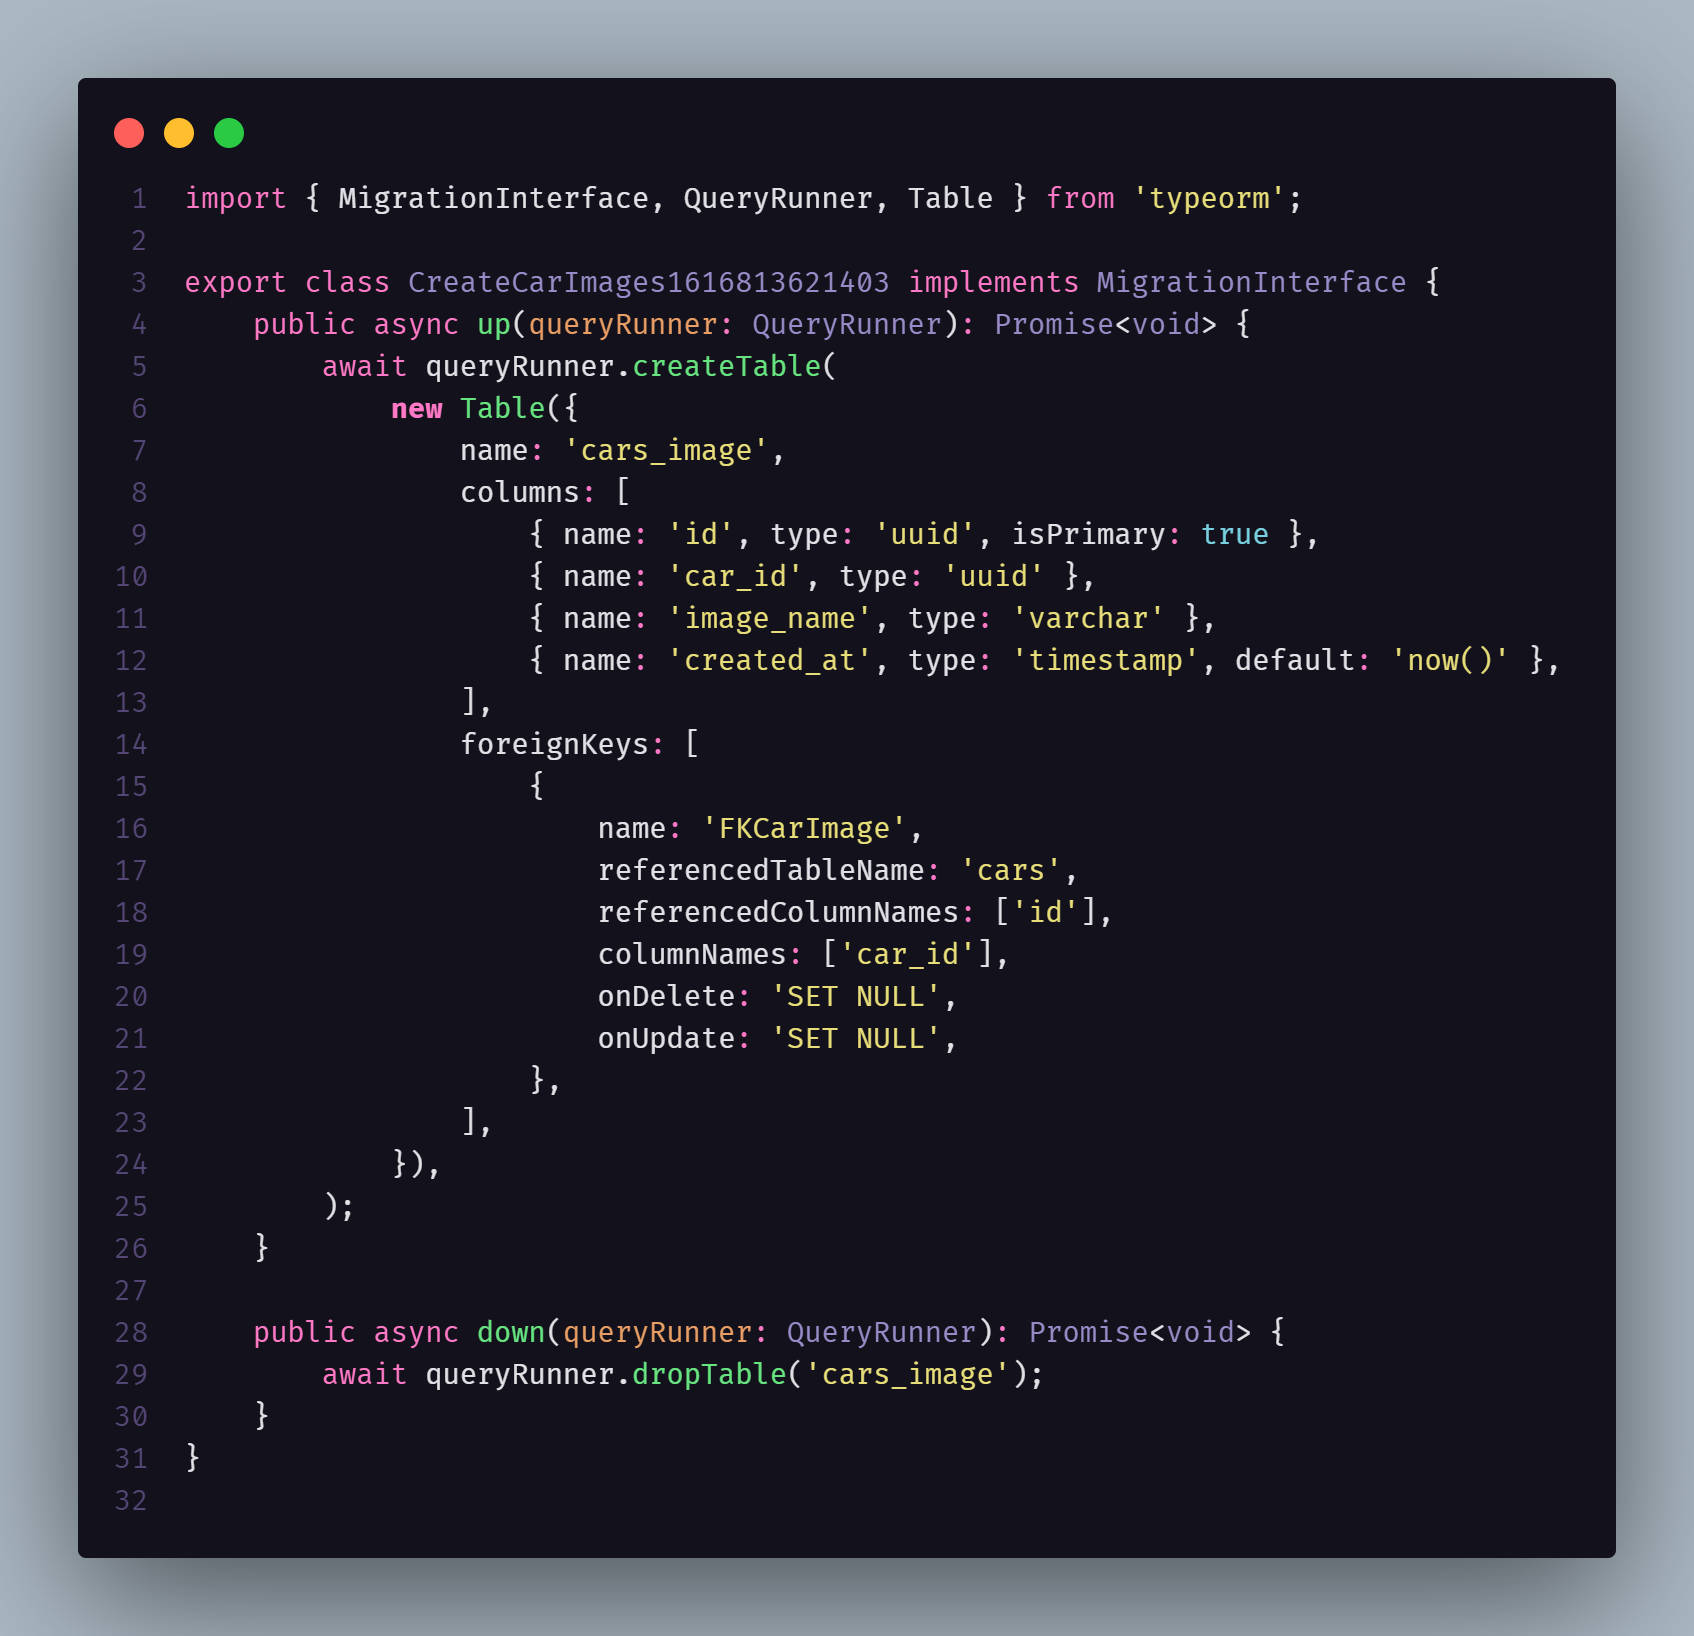 1 import { MigrationInterface, QueryRunner, Table } from 'typeorm';
2
3 export class CreateCarImages1616813621403 implements MigrationInterface {
4     public async up(queryRunner: QueryRunner): Promise<void> {
5         await queryRunner.createTable(
6             new Table({
7                 name: 'cars_image',
8                 columns: [
9                     { name: 'id', type: 'uuid', isPrimary: true },
10                     { name: 'car_id', type: 'uuid' },
11                     { name: 'image_name', type: 'varchar' },
12                     { name: 'created_at', type: 'timestamp', default: 'now()' },
13                 ],
14                 foreignKeys: [
15                     {
16                         name: 'FKCarImage',
17                         referencedTableName: 'cars',
18                         referencedColumnNames: ['id'],
19                         columnNames: ['car_id'],
20                         onDelete: 'SET NULL',
21                         onUpdate: 'SET NULL',
22                     },
23                 ],
24             }),
25         );
26     }
27
28     public async down(queryRunner: QueryRunner): Promise<void> {
29         await queryRunner.dropTable('cars_image');
30     }
31 }
32